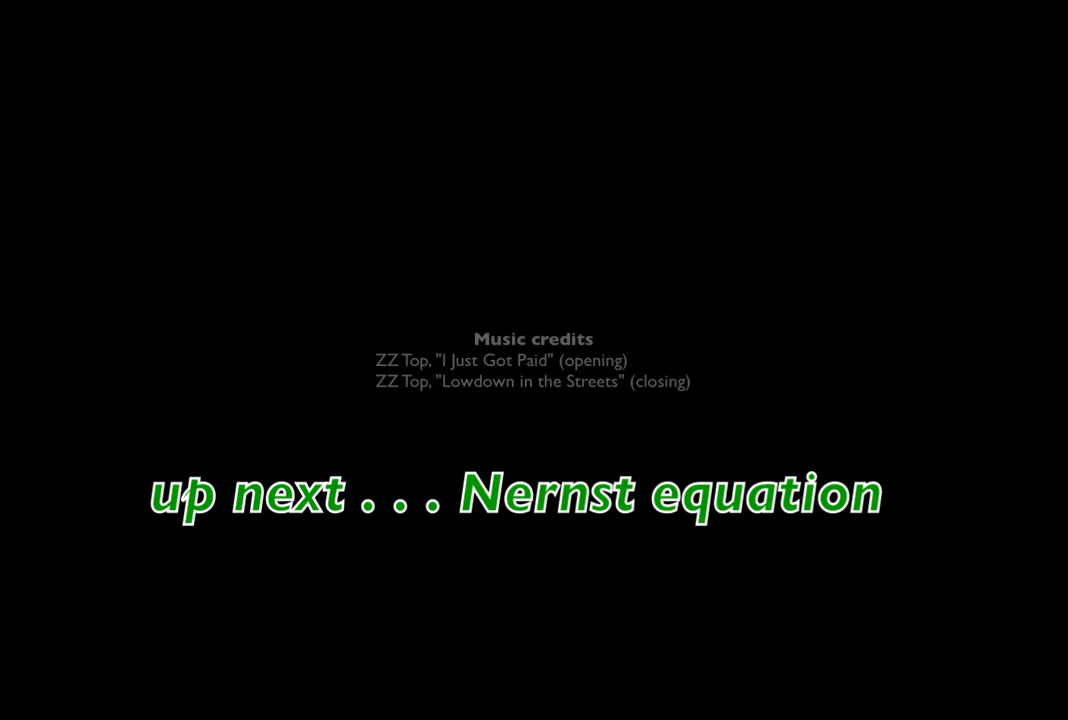 Music credits
ZZ Top, "I Just Got Paid" (opening)
ZZ Top, "Lowdown in the Streets" (closing)
up next . . . Nernst equation